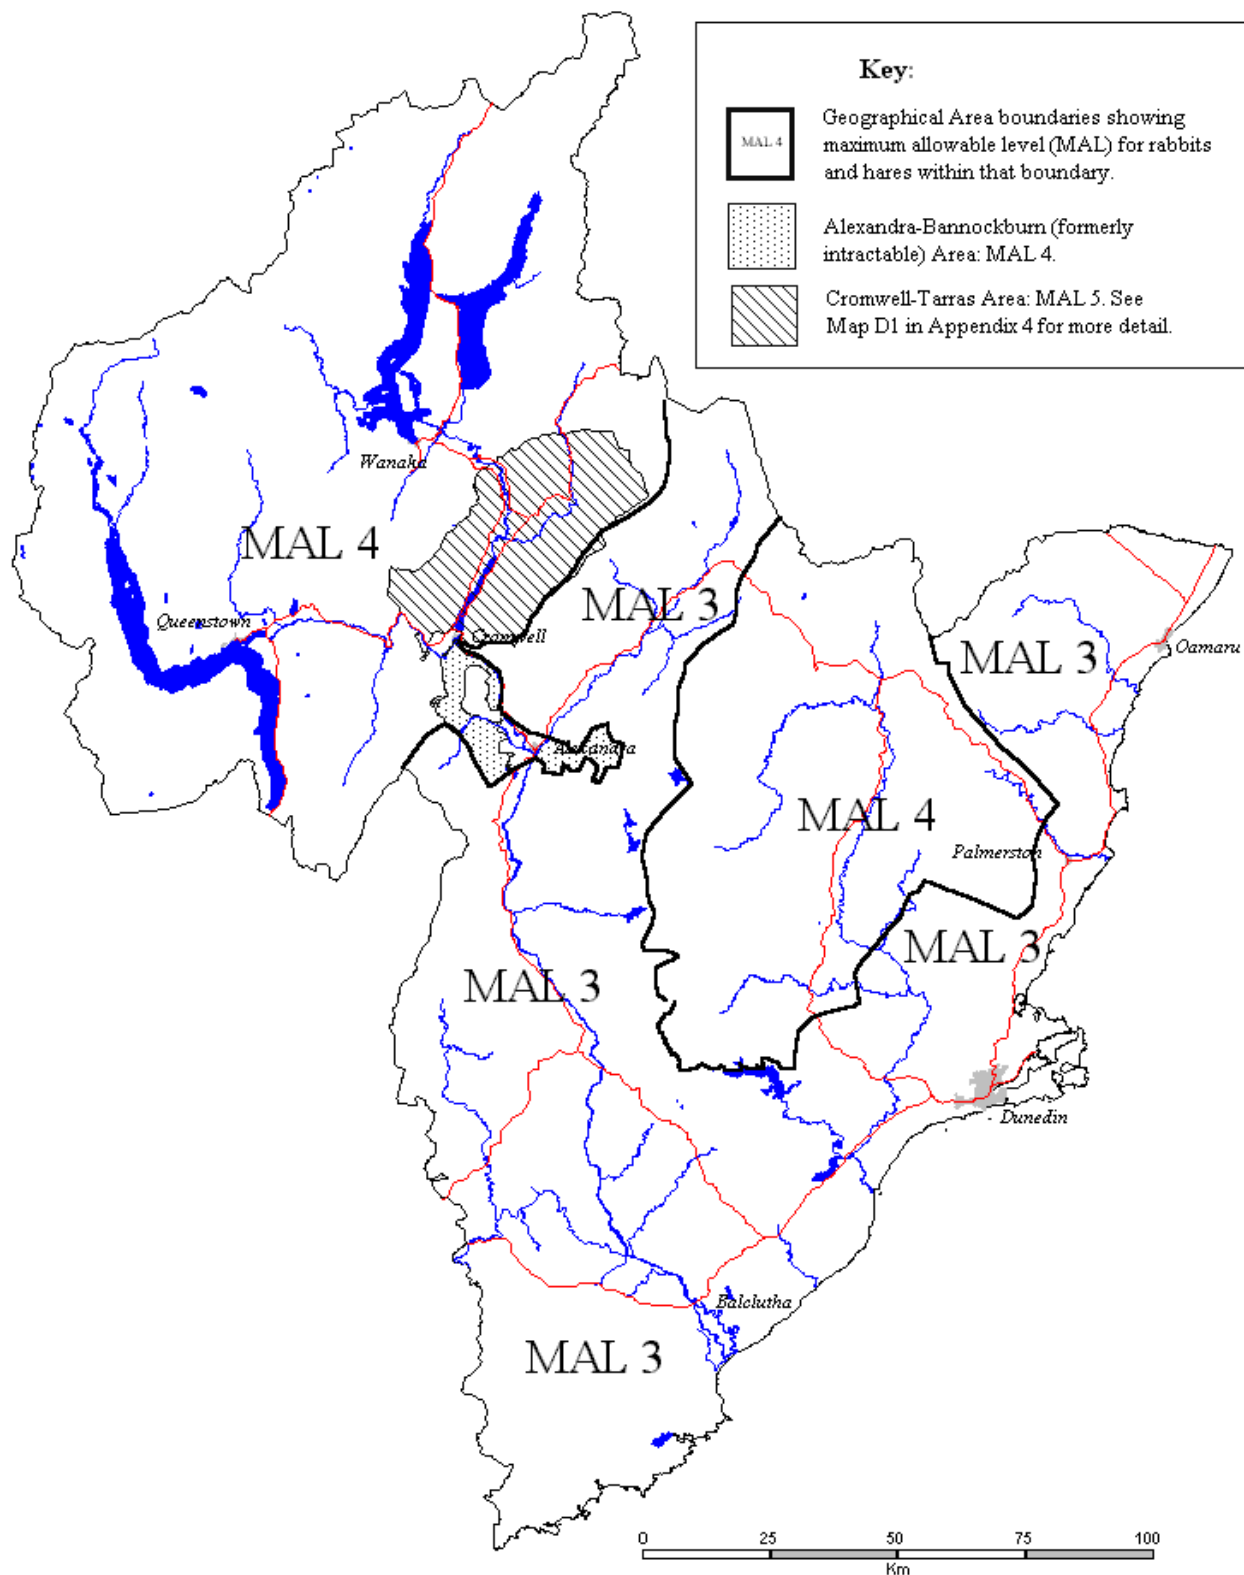 Key:
MAL 4
Geographical Area boundaries showing
maximum allowable level (MAL) for rabbits
and hares within that boundary.
Alexandra-Bannockburn (formerly
intractable) Area: MAL 4.
Cromwell-Tarras Area: MAL 5. See
Map D1 in Appendix 4 for more detail.
Wanaka
MAL 4
MAL 3
Queenstown
Cromwell
MAL 3
Oamaru
Alexandra
MAL 4
Palmerston
MAL 3
MAL 3
Dunedin
Balclutha
MAL 3
0 25 50 75 100
Km